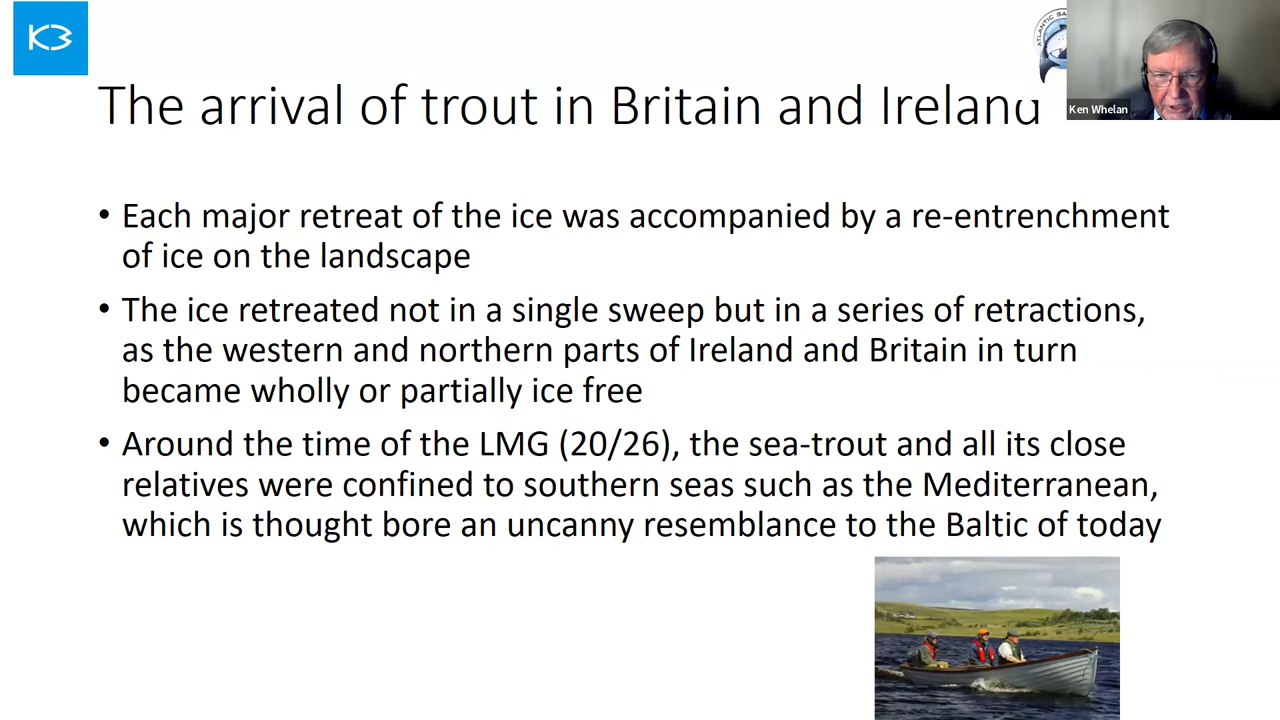 K3
ATLANTIC SA
Ken Whelan
The arrival of trout in Britain and Ireland
• Each major retreat of the ice was accompanied by a re-entrenchment
of ice on the landscape
• The ice retreated not in a single sweep but in a series of retractions,
as the western and northern parts of Ireland and Britain in turn
became wholly or partially ice free
• Around the time of the LMG (20/26), the sea-trout and all its close
relatives were confined to southern seas such as the Mediterranean,
which is thought bore an uncanny resemblance to the Baltic of today